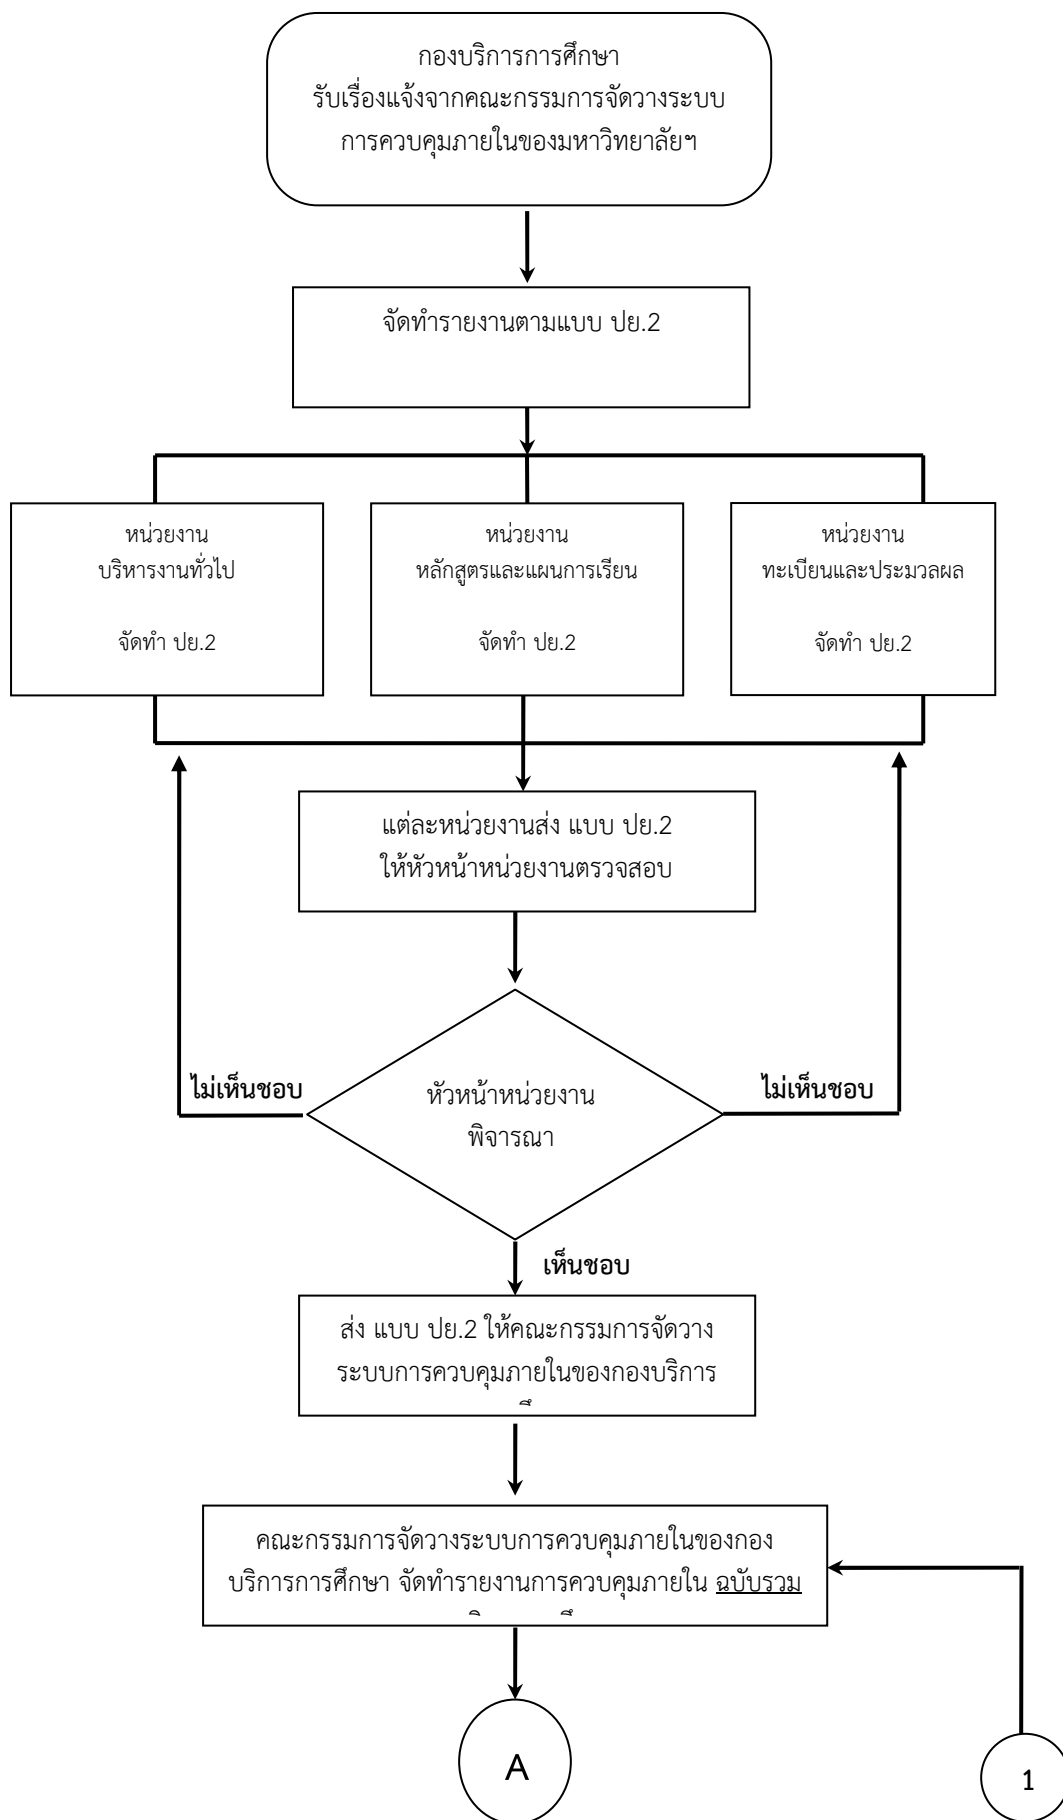 กองบริการการศึกษา
รับเรื่องแจ้งจากคณะกรรมการจัดวางระบบ
การควบคุมภายในของมหาวิทยาลัยฯ
จัดทำรายงานตามแบบ ปย.2
หน่วยงาน
บริหารงานทั่วไป
จัดทำ ปย.2
หน่วยงาน
หลักสูตรและแผนการเรียน
จัดทำ ปย.2
หน่วยงาน
ทะเบียนและประมวลผล
จัดทำ ปย.2
แต่ละหน่วยงานส่ง แบบ ปย.2
ให้หัวหน้าหน่วยงานตรวจสอบ
ไม่เห็นชอบ
หัวหน้าหน่วยงาน
พิจารณา
ไม่เห็นชอบ
เห็นชอบ
ส่ง แบบ ปย.2 ให้คณะกรรมการจัดวาง
ระบบการควบคุมภายในของกองบริการ
คณะกรรมการจัดวางระบบการควบคุมภายในของกอง
บริการการศึกษา จัดทำรายงานการควบคุมภายใน ฉบับรวม
A
1